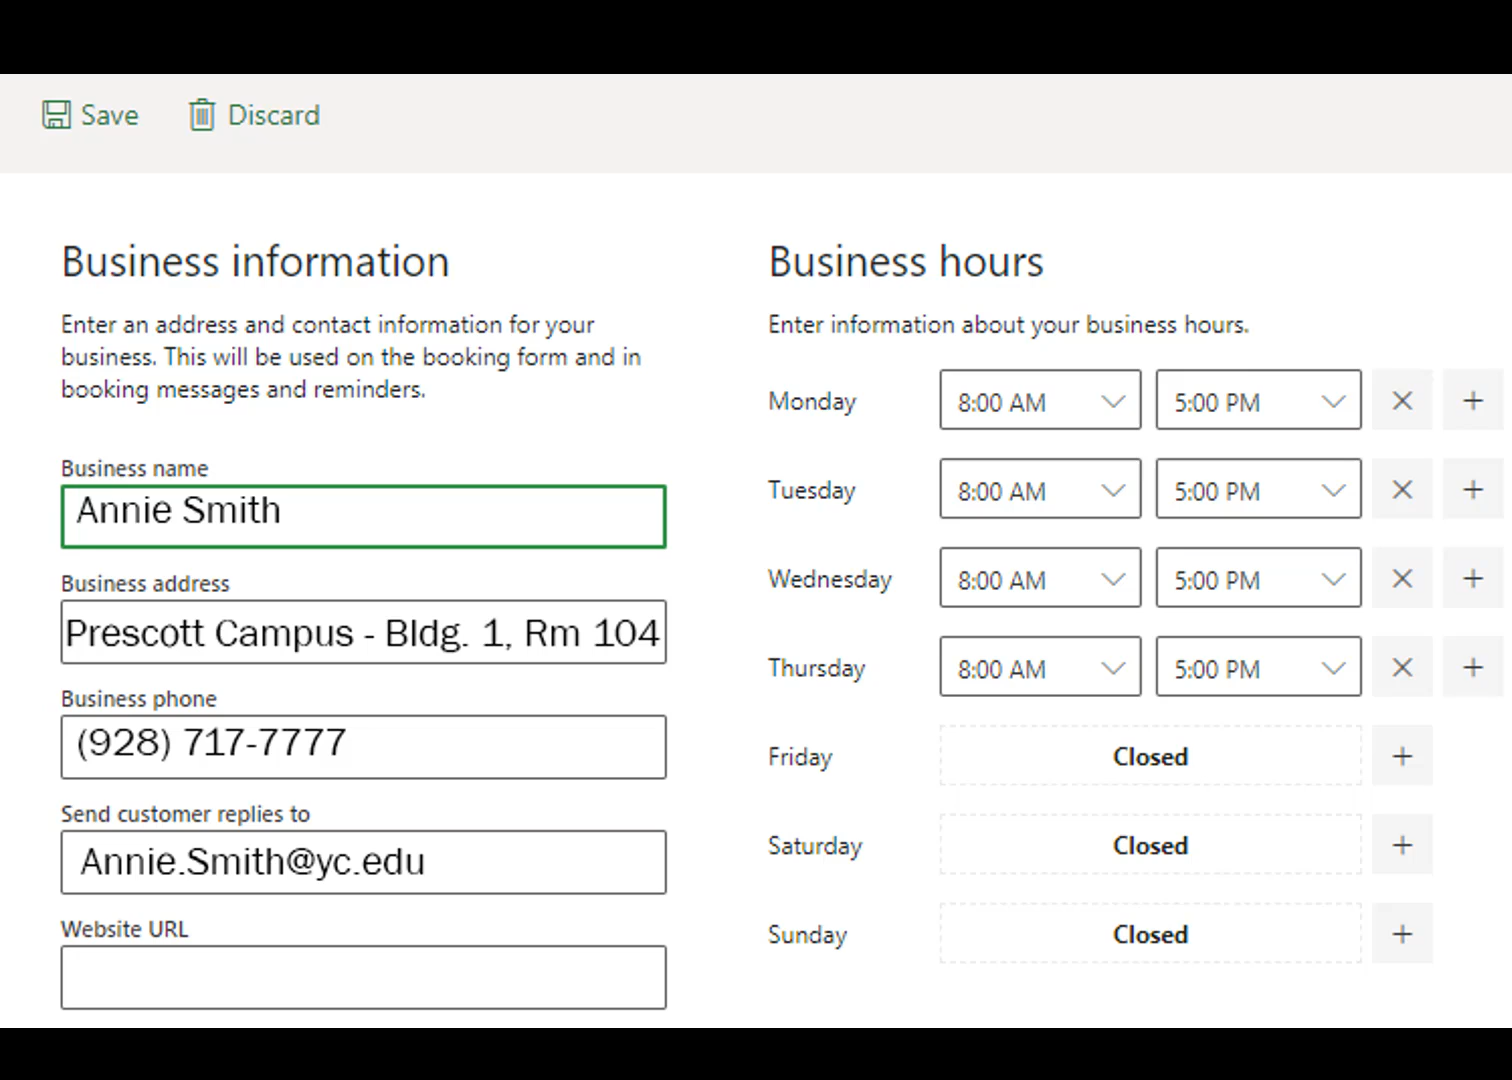 Save Discard
Business information
Enter an address and contact information for your
business. This will be used on the booking form and in
booking messages and reminders.
Business name
Annie Smith
Business address
Prescott Campus - Bldg. 1, Rm 104
Business phone
(928) 717-7777
Send customer replies to
Annie.Smith@yc.edu
Website URL
Business hours
Enter information about your business hours.
Monday 8:00 AM 5:00 PM
Tuesday 8:00 AM 5:00 PM
Wednesday 8:00 AM 5:00 PM
Thursday 8:00 AM 5:00 PM
Friday Closed
Saturday Closed
Sunday Closed